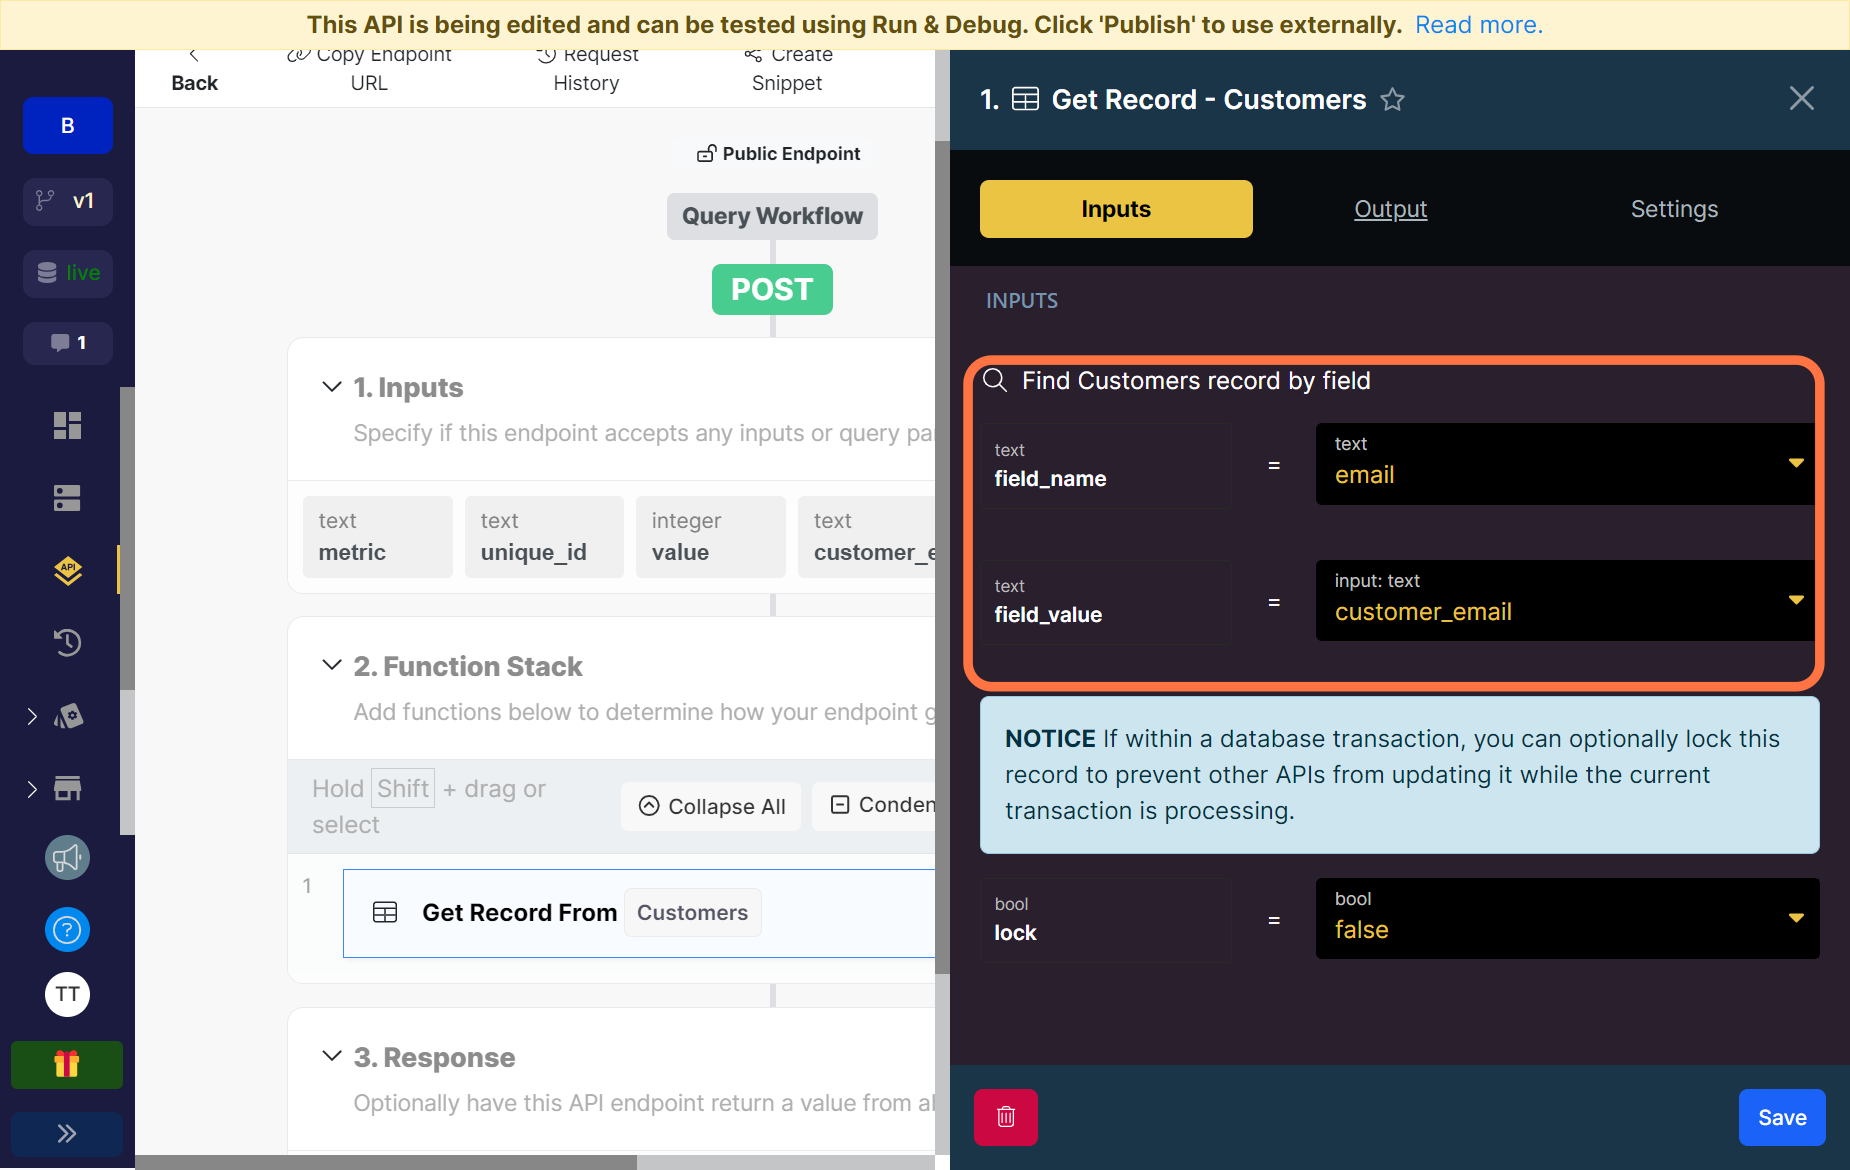 This API is being edited and can be tested using Run & Debug. Click 'Publish' to use externally. Read more.
B
v1
live
1
API
?
TT
Back
Copy Endpoint
URL
Request
History
Create
Snippet
Public Endpoint
Query Workflow
POST
1. Inputs
Specify if this endpoint accepts any inputs or query pa
text
metric
text
unique_id
integer
value
text
customer_e
2. Function Stack
Add functions below to determine how your endpoint g
Hold Shift + drag or
select
Collapse All
Conden
1
Get Record From Customers
3. Response
Optionally have this API endpoint return a value from a
1. Get Record - Customers
Inputs
Output
Settings
INPUTS
Find Customers record by field
text
field_name
=
text
email
text
field_value
=
input: text
customer_email
NOTICE If within a database transaction, you can optionally lock this
record to prevent other APIs from updating it while the current
transaction is processing.
bool
lock
=
bool
false
Save